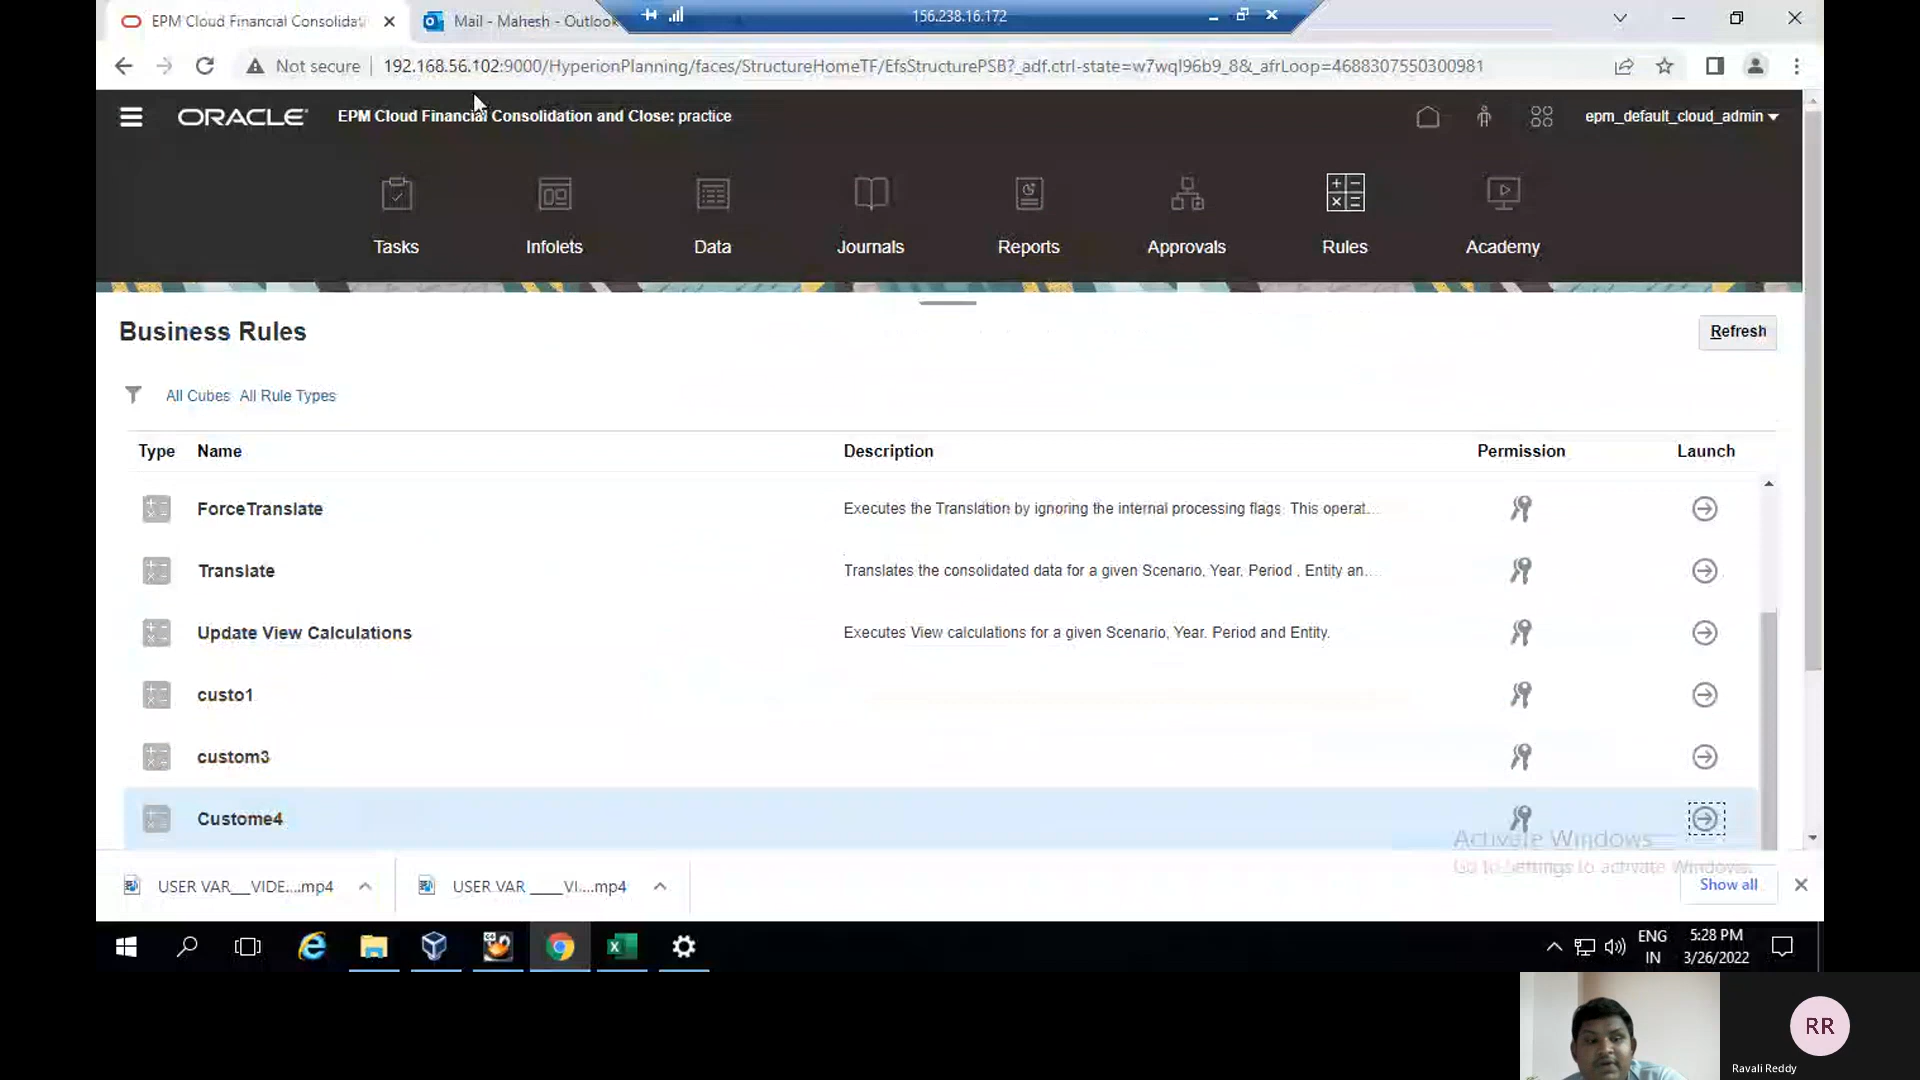 EPM Cloud Financial Consolidati
Mail - Mahesh - Outlook
156.238.16.172
Not secure
192.168.56.102:9000/HyperionPlanning/faces/StructureHomeTF/EfsStructurePSB?_adf.ctrl-state=w7wql96b9_8&_afrLoop=4688307550300981
ORACLE
EPM Cloud Financial Consolidation and Close: practice
epm_default_cloud_admin
Tasks
Infolets
Data
Journals
Reports
Approvals
Rules
Academy
Business Rules
Refresh
All Cubes All Rule Types
Type Name Description Permission Launch
ForceTranslate Executes the Translation by ignoring the internal processing flags. This operat...
Translate Translates the consolidated data for a given Scenario, Year, Period , Entity an...
Update View Calculations Executes View calculations for a given Scenario, Year. Period and Entity.
custo1
custom3
Custome4
Activate Windows
Go to Settings to activate Windows.
USER VAR___VIDE....mp4
USER VAR ____VI....mp4
Show all
ENG
IN
5:28 PM
3/26/2022
RR
Ravali Reddy